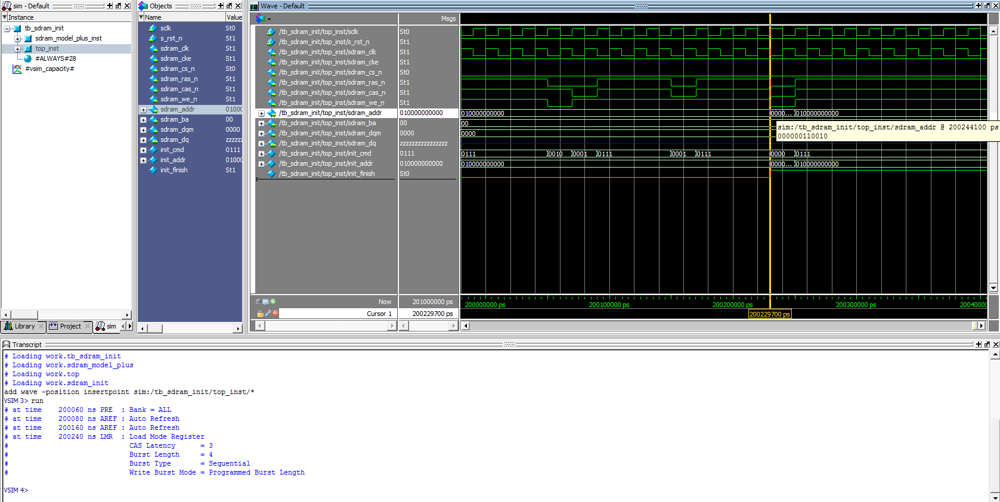 sim - Default
Instance
tb_sdram_init
sdram_model_plus_inst
top_inst
#ALWAYS#28
#vsim_capacity#
Library
Project
sim
Objects
Name Value
sclk St0
s_rst_n St1
sdram_clk St1
sdram_cke St1
sdram_cs_n St0
sdram_ras_n St1
sdram_cas_n St1
sdram_we_n St1
sdram_addr 01000
sdram_ba 00
sdram_dqm 0000
sdram_dq zzzzzz
init_cmd 0111
init_addr 01000
init_finish St1
Wave - Default
Msgs
/tb_sdram_init/top_inst/sclk St0
/tb_sdram_init/top_inst/s_rst_n St1
/tb_sdram_init/top_inst/sdram_clk St1
/tb_sdram_init/top_inst/sdram_cke St1
/tb_sdram_init/top_inst/sdram_cs_n St0
/tb_sdram_init/top_inst/sdram_ras_n St1
/tb_sdram_init/top_inst/sdram_cas_n St1
/tb_sdram_init/top_inst/sdram_we_n St1
/tb_sdram_init/top_inst/sdram_addr 010000000000 010000000000 0000... 010000000000
/tb_sdram_init/top_inst/sdram_ba 00 00
/tb_sdram_init/top_inst/sdram_dqm 0000 0000
/tb_sdram_init/top_inst/sdram_dq zzzzzzzzzzzzzzzz
/tb_sdram_init/top_inst/init_cmd 0111 0111 0010 0001 0111 0001 0111 0000 0111
/tb_sdram_init/top_inst/init_addr 010000000000 010000000000 0000... 010000000000
/tb_sdram_init/top_inst/init_finish St0
sim:/tb_sdram_init/top_inst/sdram_addr @ 200244100 ps
000000110010
Now 201000000 ps 200000000 ps 200100000 ps 200200000 ps 200300000 ps 20040000
Cursor 1 200229700 ps 200229700 ps
Transcript
# Loading work.tb_sdram_init
# Loading work.sdram_model_plus
# Loading work.top
# Loading work.sdram_init
add wave -position insertpoint sim:/tb_sdram_init/top_inst/*
VSIM 3> run
# at time 200060 ns PRE : Bank = ALL
# at time 200080 ns AREF : Auto Refresh
# at time 200160 ns AREF : Auto Refresh
# at time 200240 ns LMR : Load Mode Register
# CAS Latency = 3
# Burst Length = 4
# Burst Type = Sequential
# Write Burst Mode = Programmed Burst Length
VSIM 4>